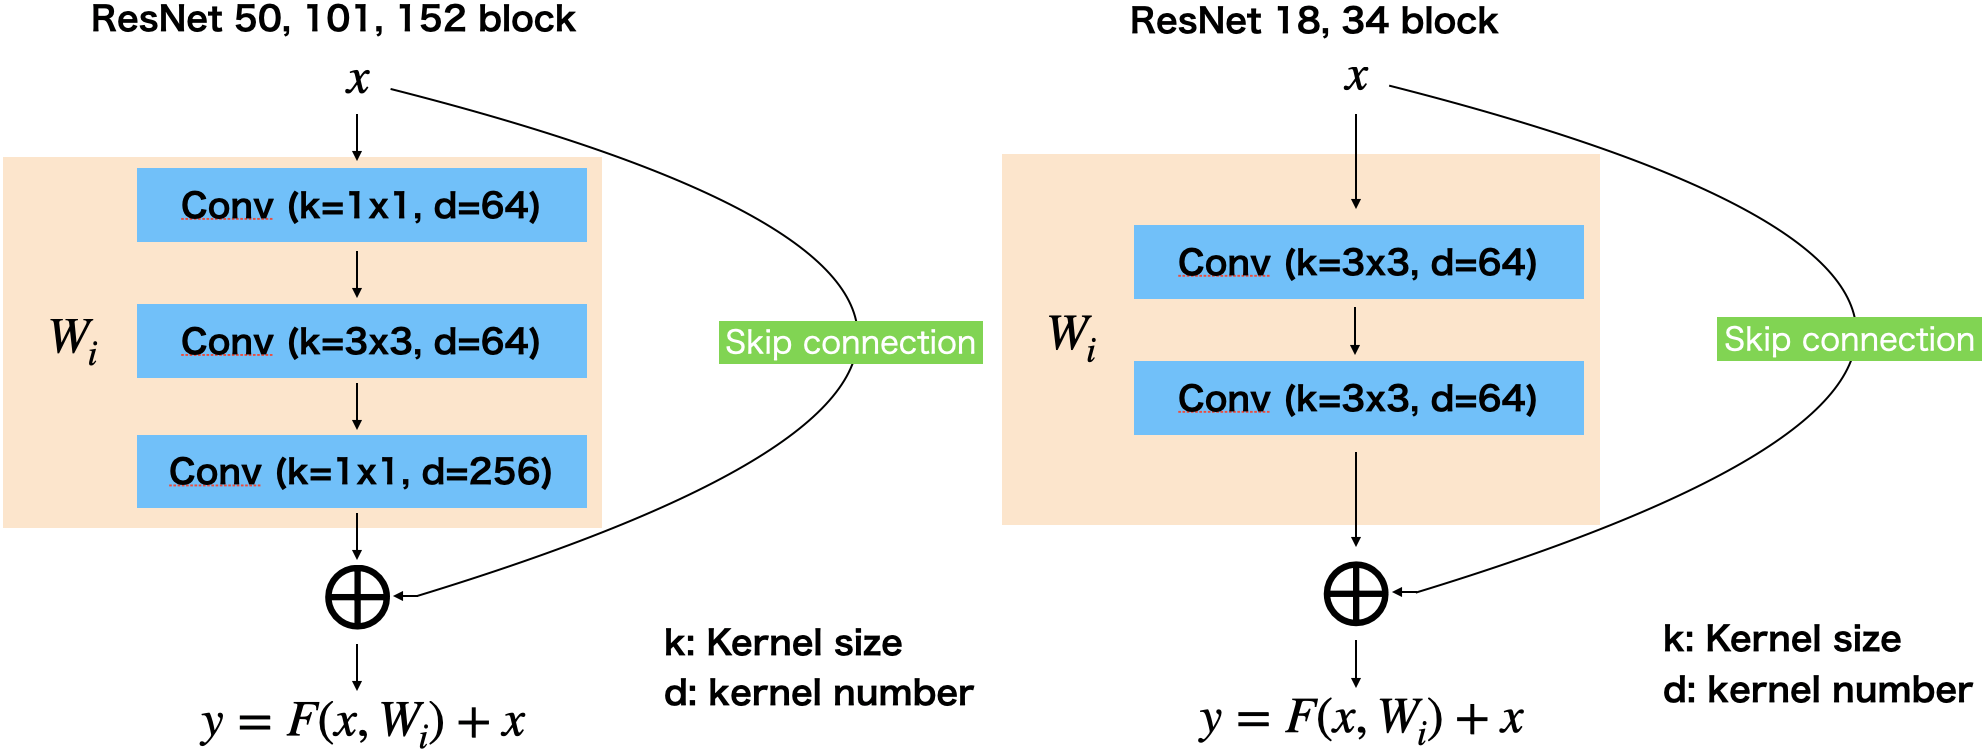 ResNet 50, 101, 152 block
x
Conv (k=1x1, d=64)
Conv (k=3x3, d=64)
W_i
Skip connection
Conv (k=1x1, d=256)
k: Kernel size
d: kernel number
y = F(x, W_i) + x
ResNet 18, 34 block
x
Conv (k=3x3, d=64)
W_i
Skip connection
Conv (k=3x3, d=64)
k: Kernel size
d: kernel number
y = F(x, W_i) + x